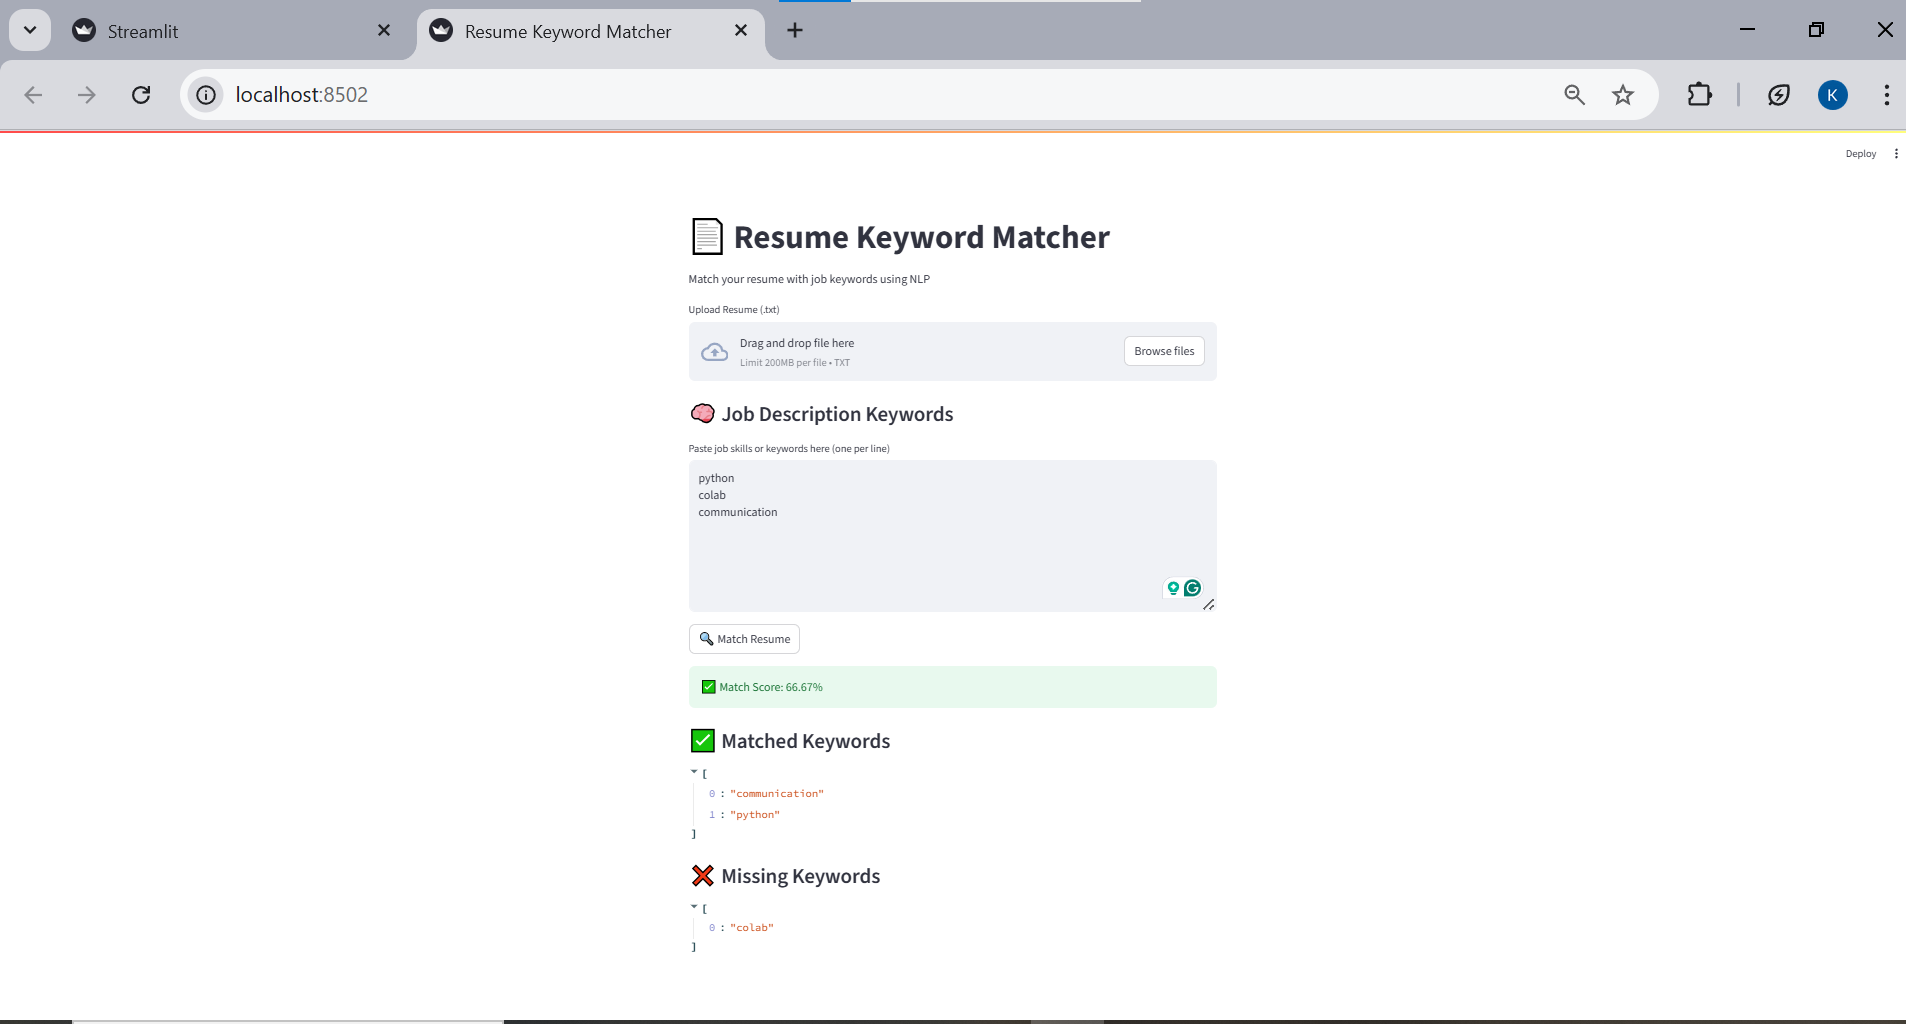 Streamlit
Resume Keyword Matcher
localhost:8502
K
Deploy
Resume Keyword Matcher
Match your resume with job keywords using NLP
Upload Resume (.txt)
Drag and drop file here
Limit 200MB per file • TXT
Browse files
Job Description Keywords
Paste job skills or keywords here (one per line)
python
colab
communication
Match Resume
Match Score: 66.67%
Matched Keywords
[
0 : "communication"
1 : "python"
]
Missing Keywords
[
0 : "colab"
]